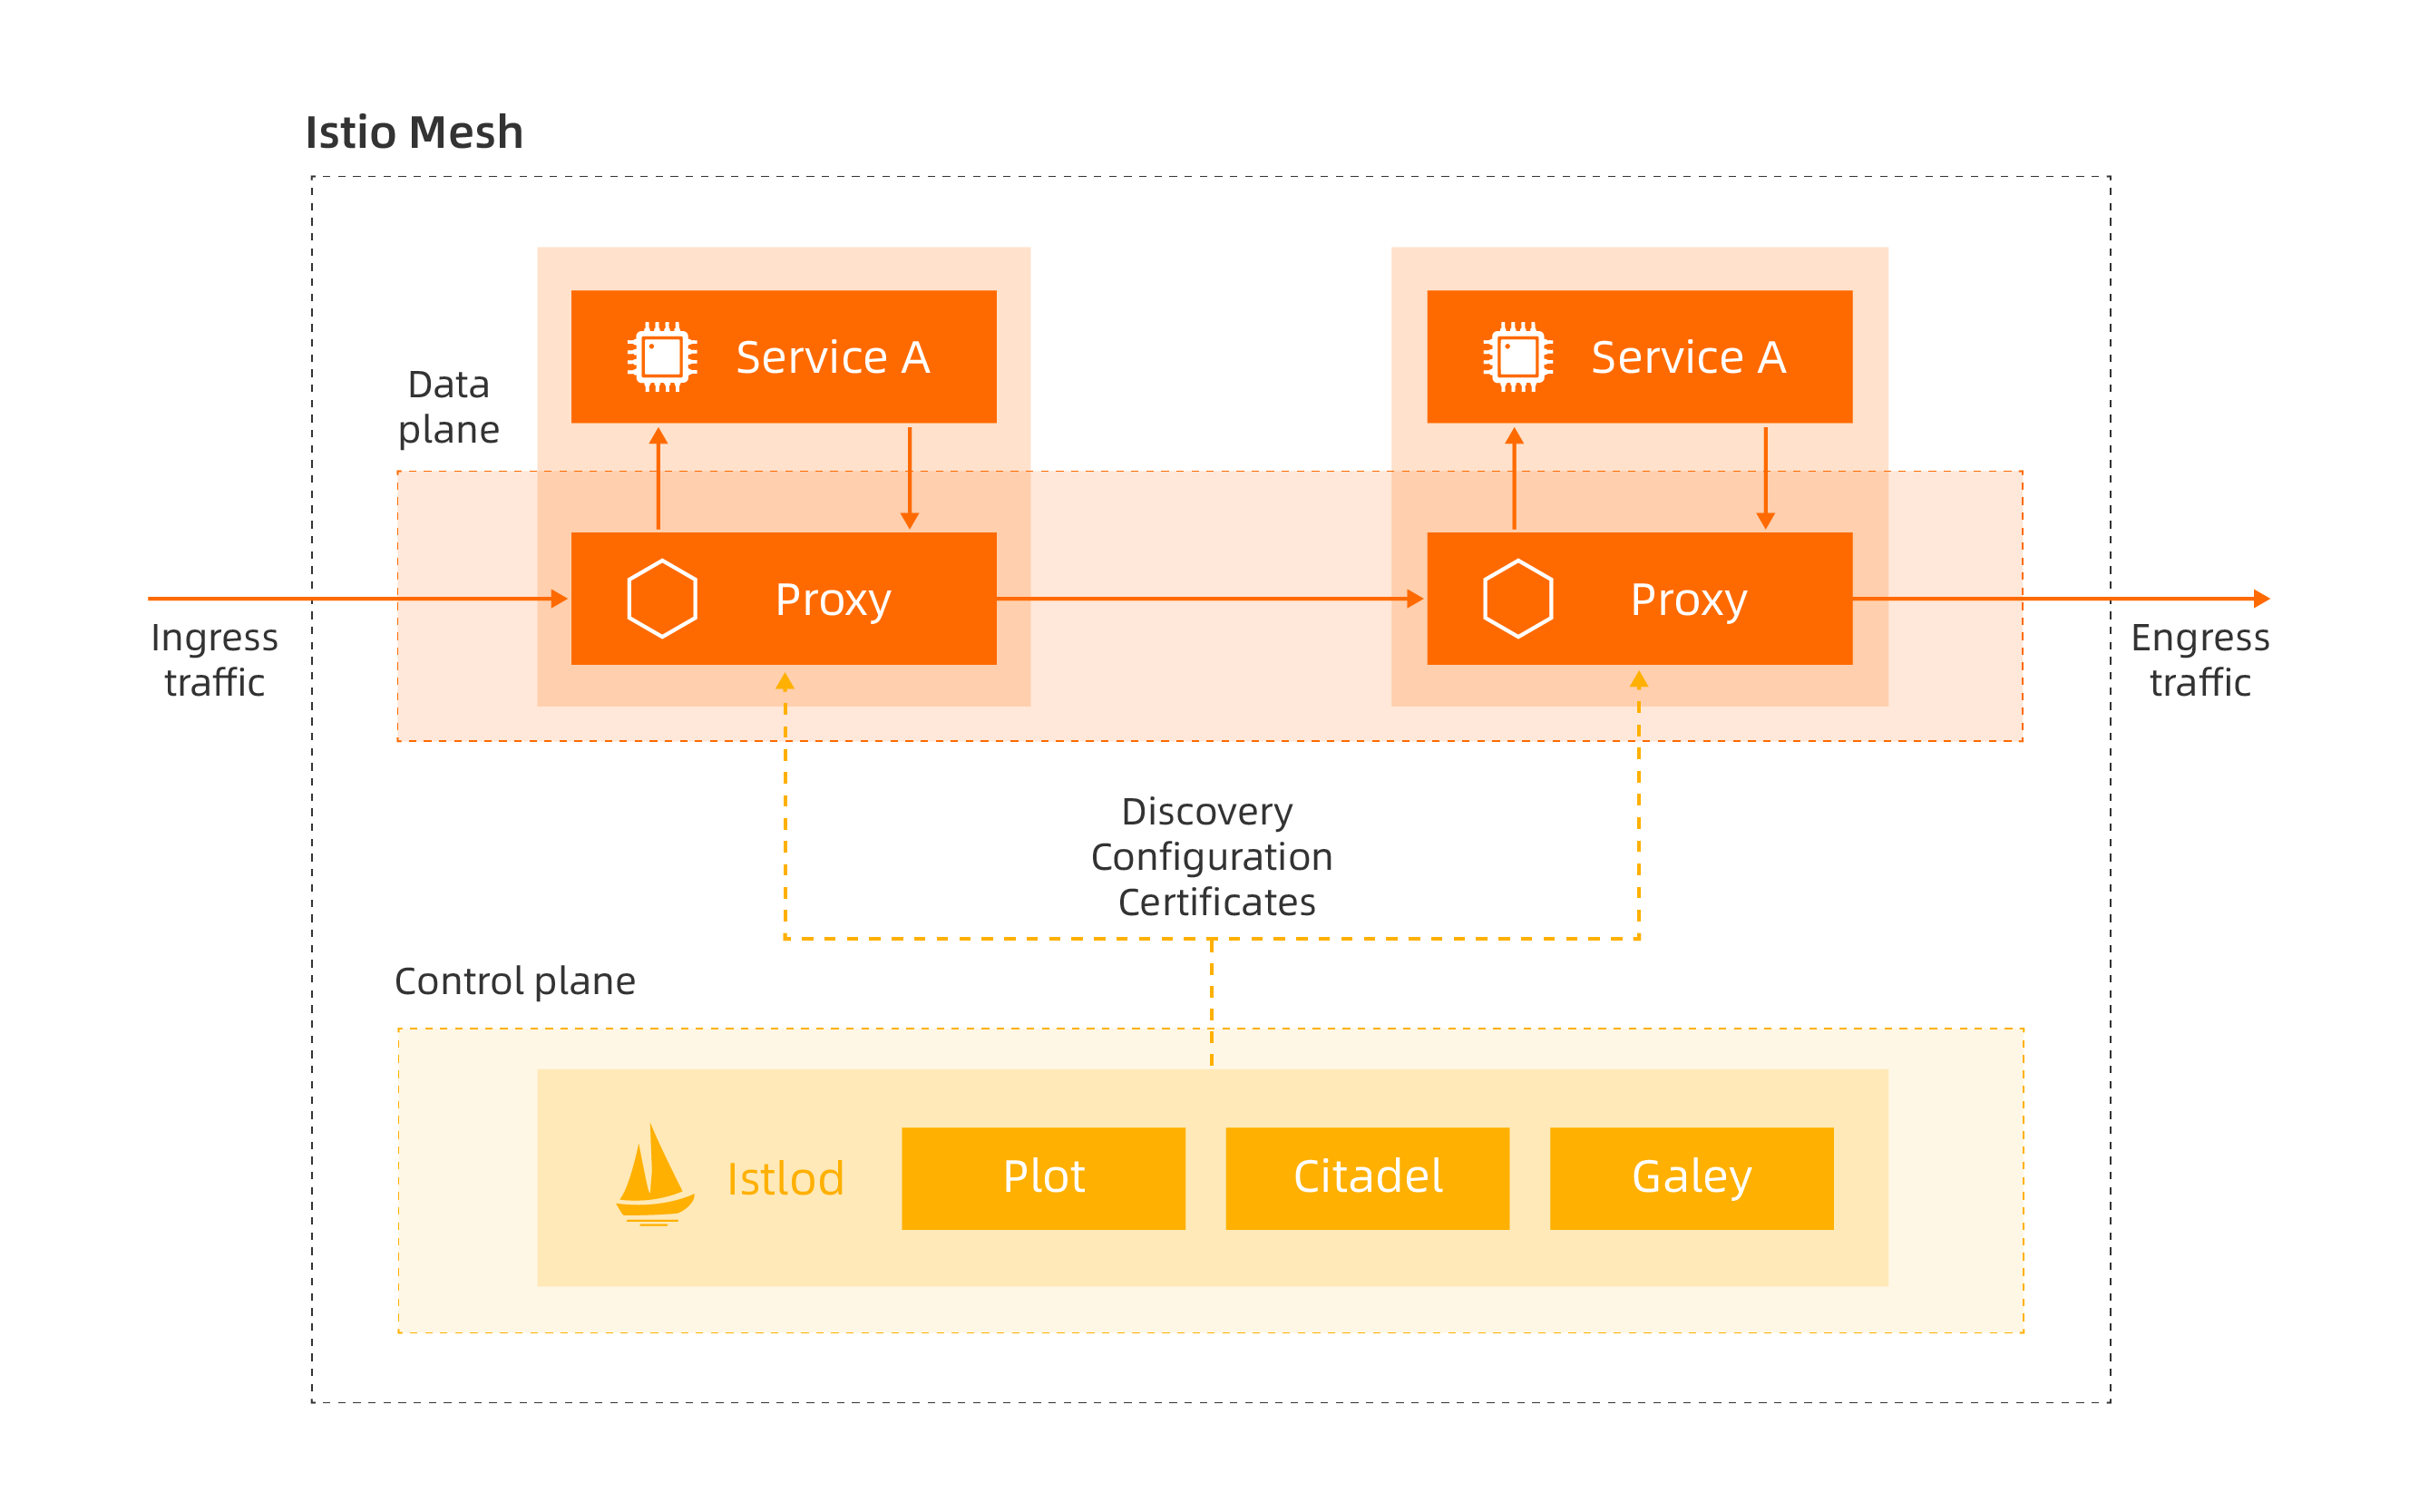 Istio Mesh
Service A
Service A
Data
plane
Proxy
Proxy
Ingress
traffic
Engress
traffic
Discovery
Configuration
Certificates
Control plane
Istlod
Plot
Citadel
Galey